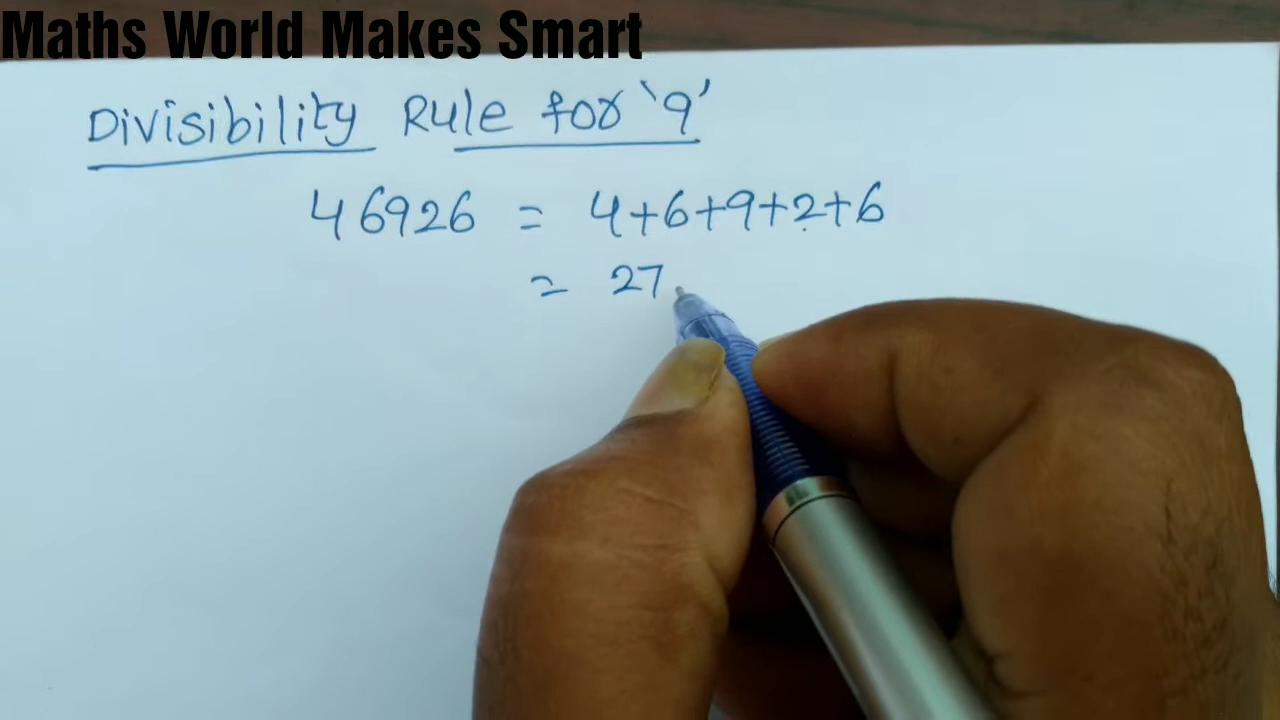 Maths World Makes Smart
Divisibility Rule for '9'
46926 = 4+6+9+2+6
= 27